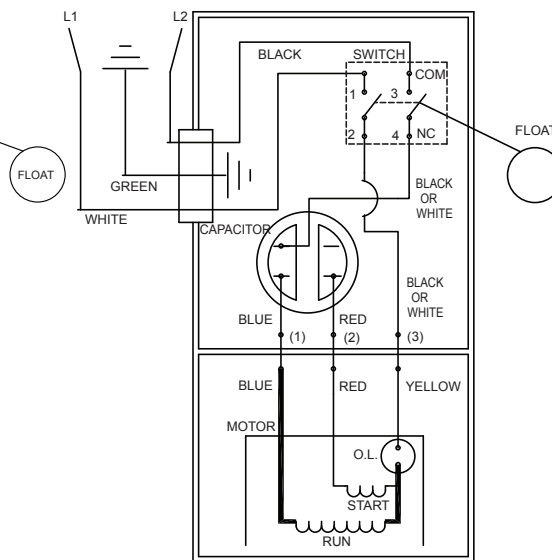 L1
L2
BLACK
SWITCH
COM
1
3
2
4
NC
FLOAT
FLOAT
GREEN
WHITE
CAPACITOR
BLACK
OR
WHITE
BLACK
OR
WHITE
BLUE
RED
(1)
(2)
(3)
BLUE
RED
YELLOW
MOTOR
O.L.
START
RUN